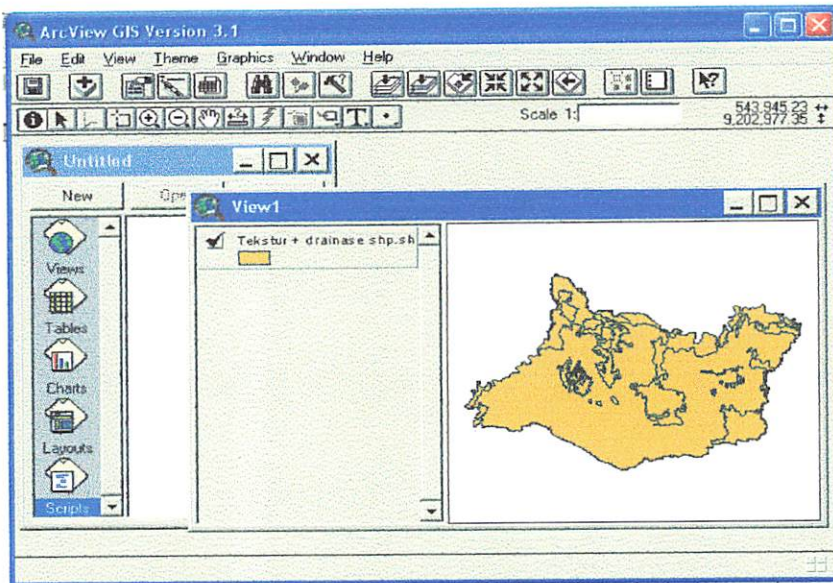 ArcView GIS Version 3.1
File Edit View Theme Graphics Window Help
Scale 1:
543,945.23
9,202,977.35
Untitled
New
View1
Tekstur + drainase shp.sh
Views
Tables
Charts
Layouts
Scripts